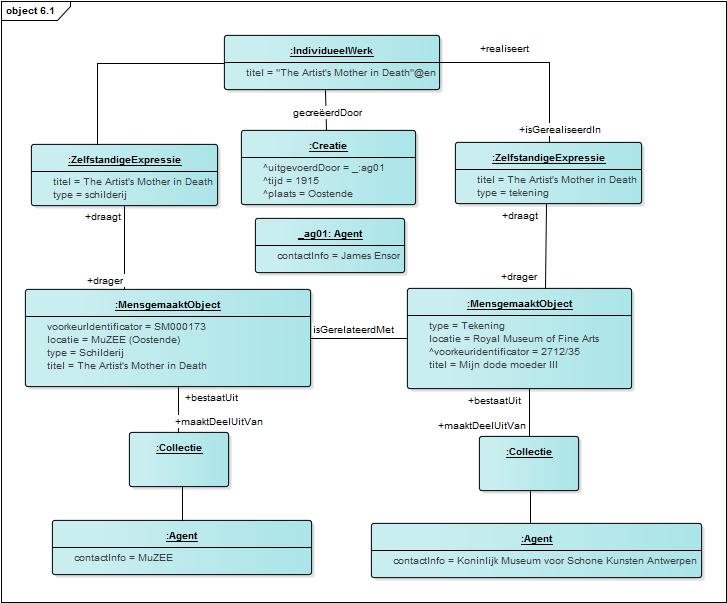 object 6.1
:IndividueelWerk
titel = "The Artist's Mother in Death"@en
+realiseert
gecreëerdDoor
+isGerealiseerdIn
:ZelfstandigeExpressie
titel = The Artist's Mother in Death
type = schilderij
:Creatie
^uitgevoerdDoor = _:ag01
^tijd = 1915
^plaats = Oostende
:ZelfstandigeExpressie
titel = The Artist's Mother in Death
type = tekening
+draagt
_ag01: Agent
contactInfo = James Ensor
+draagt
+drager
+drager
:MensgemaaktObject
voorkeurIdentificator = SM000173
locatie = MuZEE (Oostende)
type = Schilderij
titel = The Artist's Mother in Death
isGerelateerdMet
:MensgemaaktObject
type = Tekening
locatie = Royal Museum of Fine Arts
^voorkeuridentificator = 2712/35
titel = Mijn dode moeder III
+bestaatUit
+maaktDeelUitVan
+bestaatUit
+maaktDeelUitVan
:Collectie
:Collectie
:Agent
contactInfo = MuZEE
:Agent
contactInfo = Koninlijk Museum voor Schone Kunsten Antwerpen